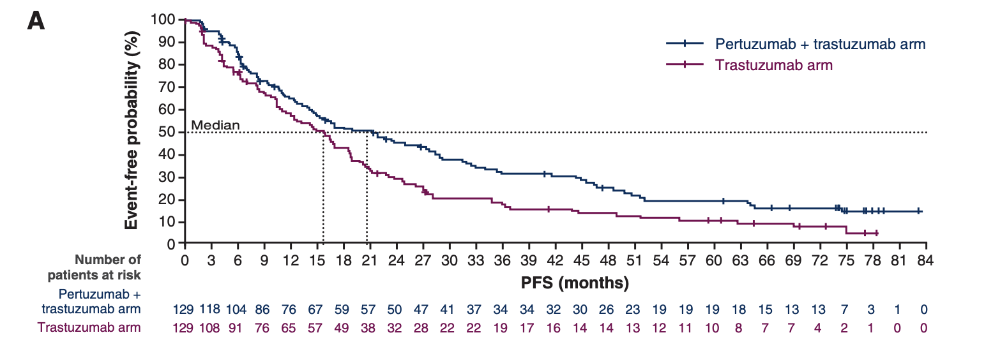 A
Event-free probability (%)
100
90
80
70
60
50
40
30
20
10
0
Pertuzumab + trastuzumab arm
Trastuzumab arm
Median
0 3 6 9 12 15 18 21 24 27 30 33 36 39 42 45 48 51 54 57 60 63 66 69 72 75 78 81 84
PFS (months)
Number of
patients at risk
Pertuzumab +
trastuzumab arm 129 118 104 86 76 67 59 57 50 47 41 37 34 34 32 30 26 23 19 19 19 18 15 13 13 7 3 1 0
Trastuzumab arm 129 108 91 76 65 57 49 38 32 28 22 22 19 17 16 14 14 13 12 11 10 8 7 7 4 2 1 0 0